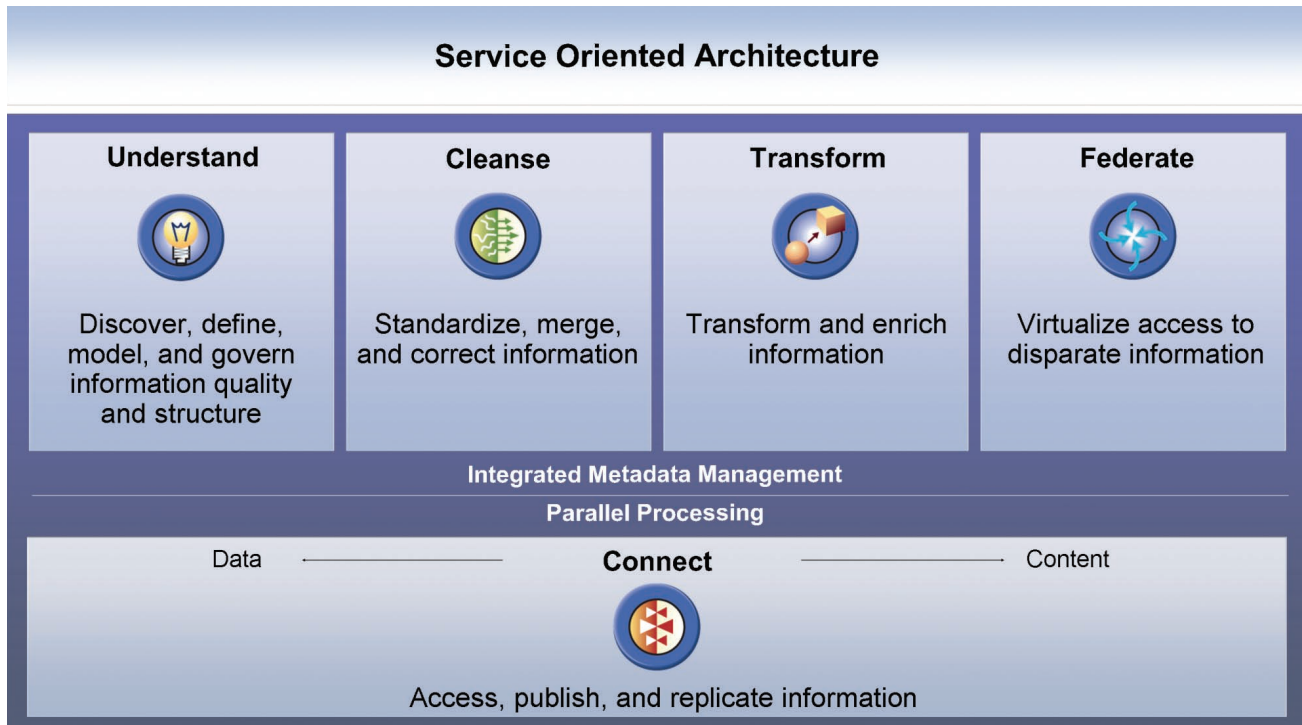 Service Oriented Architecture
Understand
Discover, define,
model, and govern
information quality
and structure
Cleanse
Standardize, merge,
and correct information
Transform
Transform and enrich
information
Federate
Virtualize access to
disparate information
Integrated Metadata Management
Parallel Processing
Data
Connect
Content
Access, publish, and replicate information